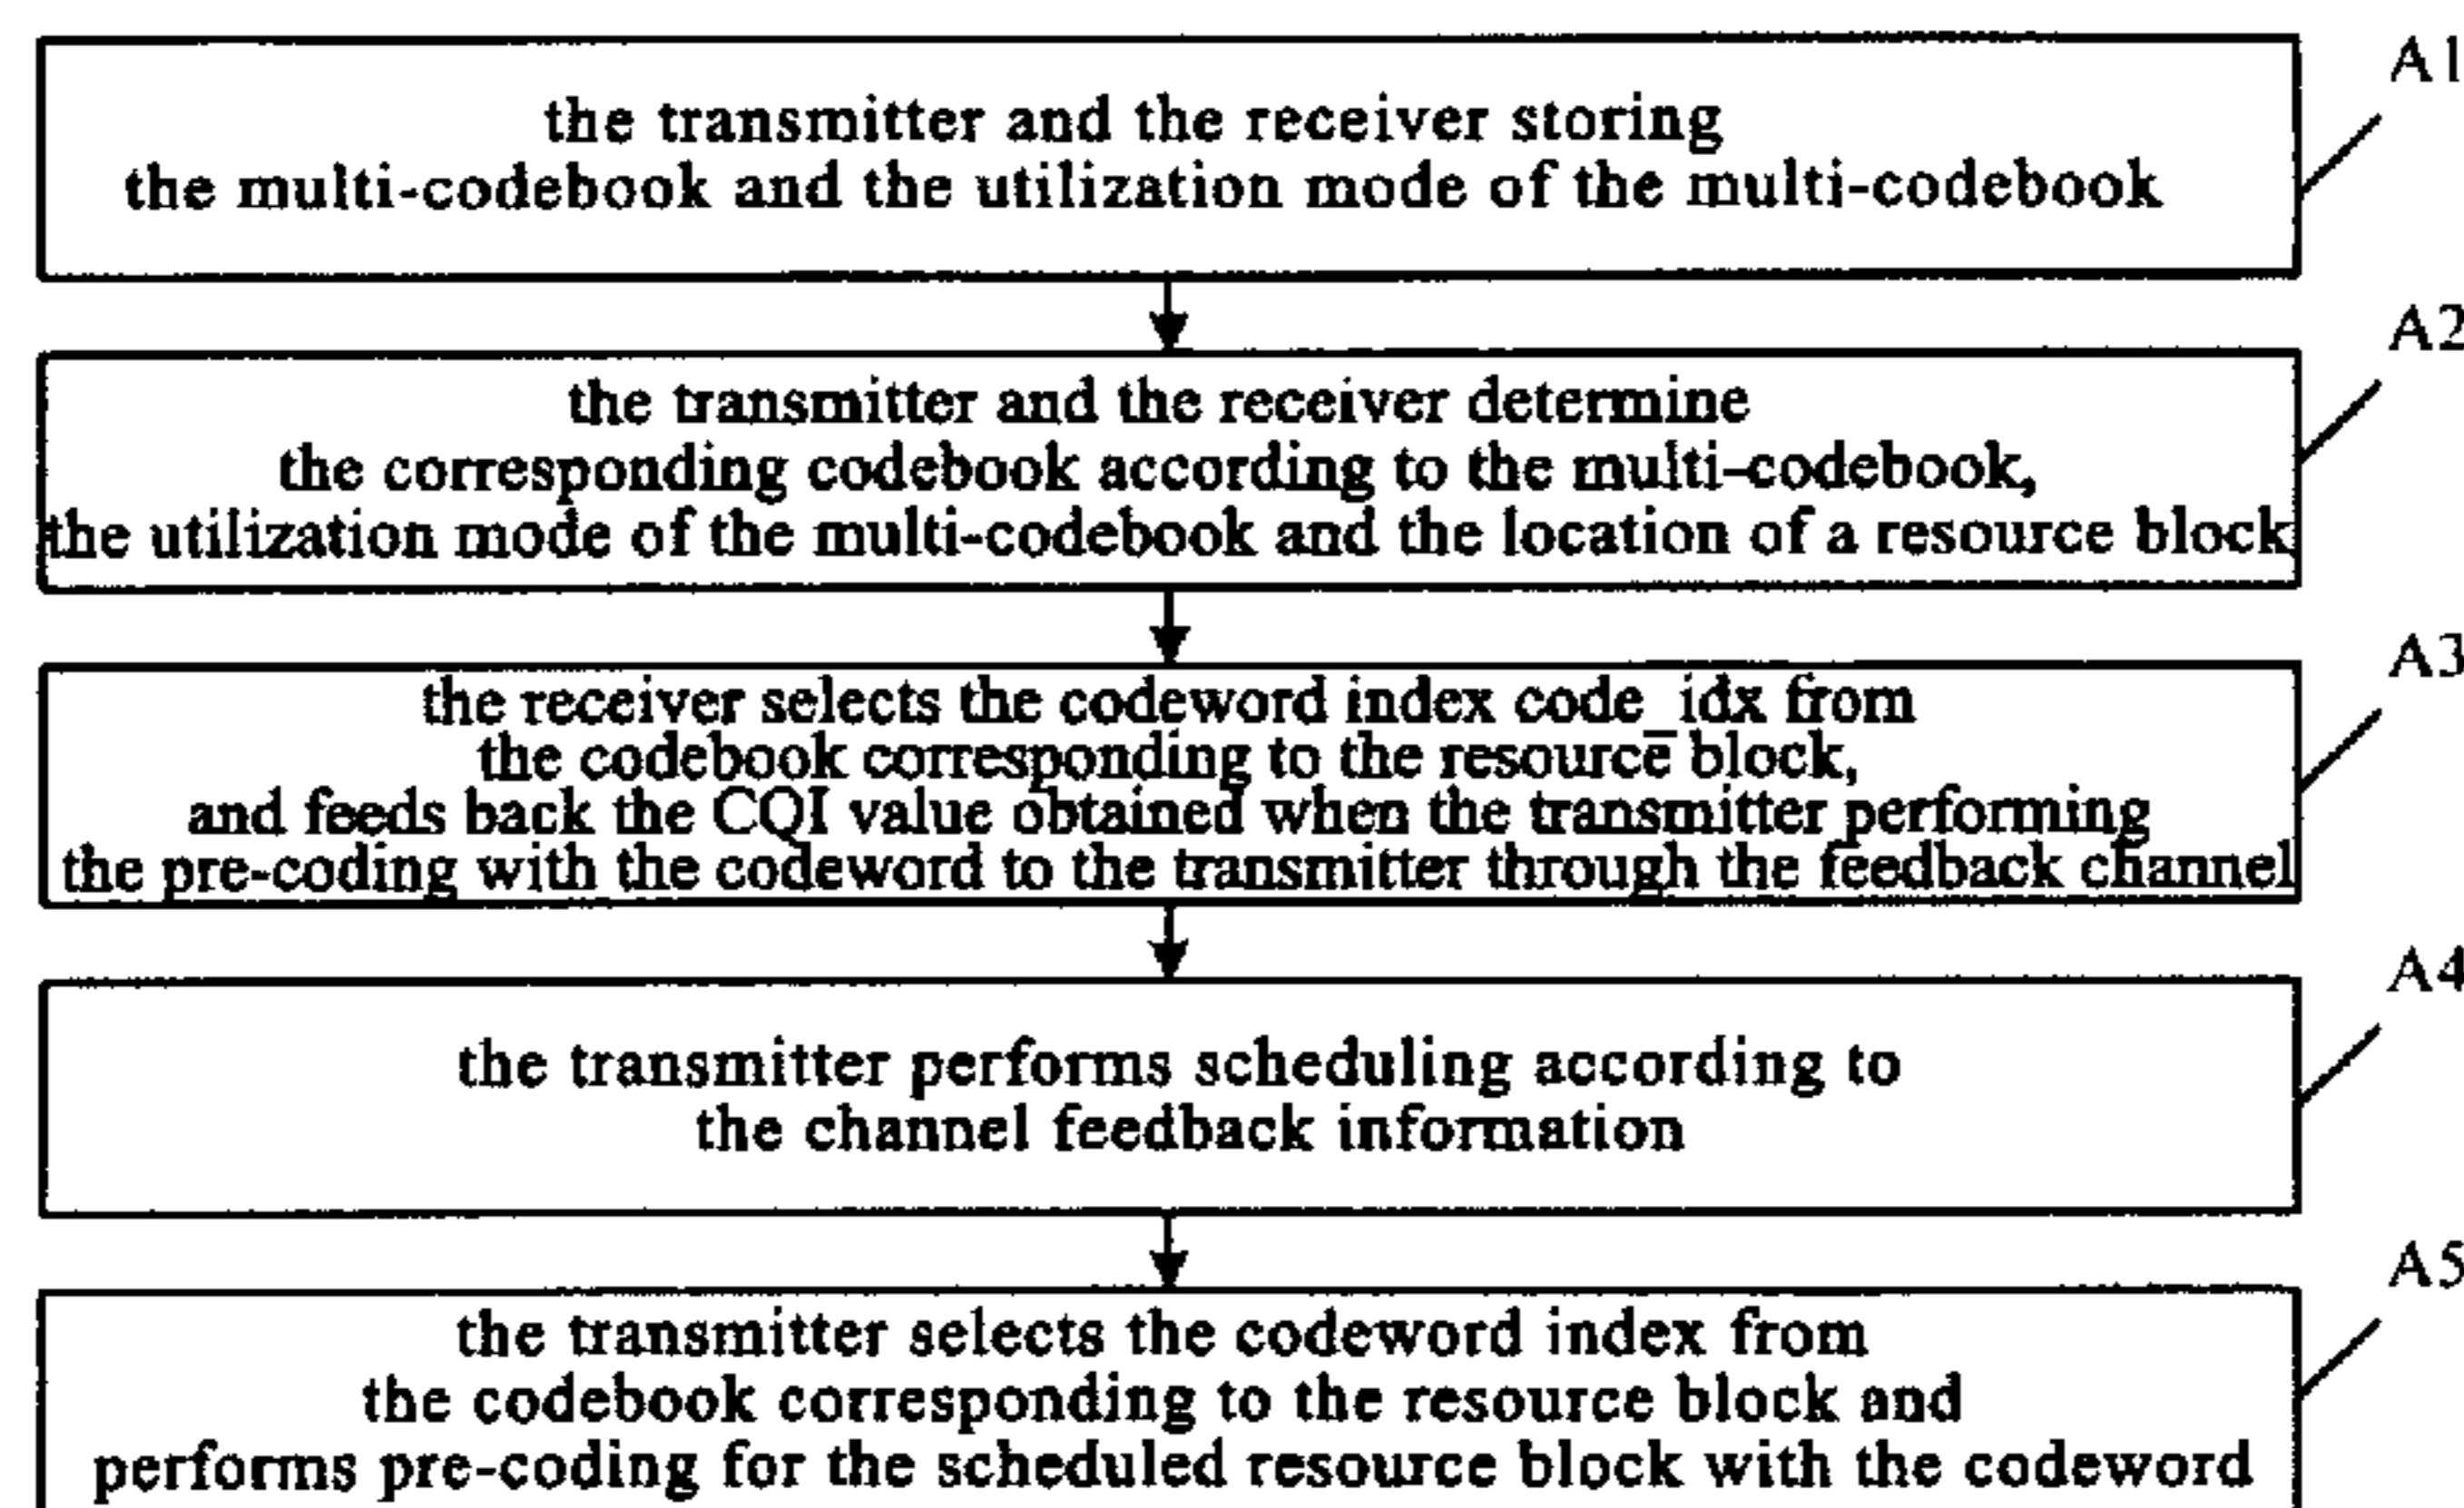 A1
the transmitter and the receiver storing
the multi-codebook and the utilization mode of the multi-codebook
A2
the transmitter and the receiver determine
the corresponding codebook according to the multi-codebook,
the utilization mode of the multi-codebook and the location of a resource block
A3
the receiver selects the codeword index code_idx from
the codebook corresponding to the resource block,
and feeds back the CQI value obtained when the transmitter performing
the pre-coding with the codeword to the transmitter through the feedback channel
A4
the transmitter performs scheduling according to
the channel feedback information
A5
the transmitter selects the codeword index from
the codebook corresponding to the resource block and
performs pre-coding for the scheduled resource block with the codeword